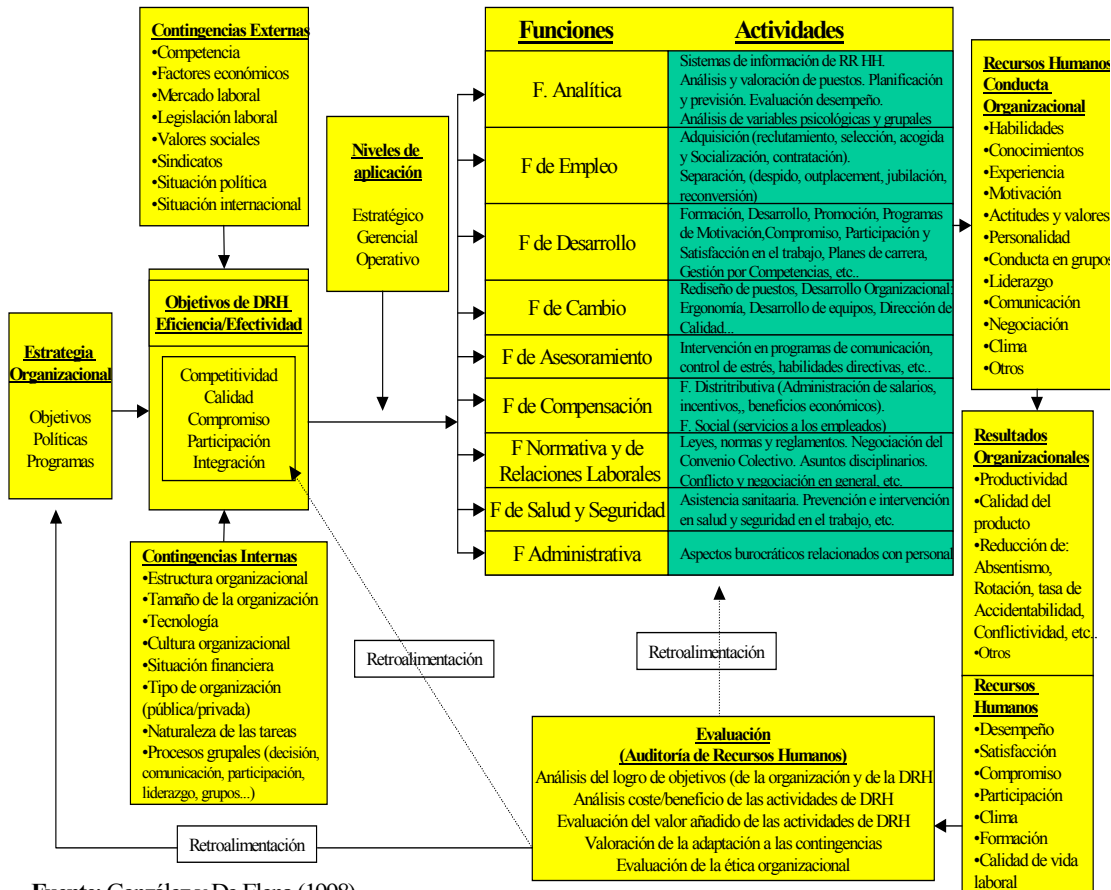 Contingencias Externas
•Competencia
•Factores económicos
•Mercado laboral
•Legislación laboral
•Valores sociales
•Sindicatos
•Situación política
•Situación internacional
Estrategia
Organizacional
Objetivos
Políticas
Programas
Objetivos de DRH
Eficiencia/Efectividad
Competitividad
Calidad
Compromiso
Participación
Integración
Contingencias Internas
•Estructura organizacional
•Tamaño de la organización
•Tecnología
•Cultura organizacional
•Situación financiera
•Tipo de organización
(pública/privada)
•Naturaleza de las tareas
•Procesos grupales (decisión,
comunicación, participación,
liderazgo, grupos...)
Niveles de
aplicación
Estratégico
Gerencial
Operativo
Funciones
Actividades
F. Analítica
Sistemas de información de RR HH.
Análisis y valoración de puestos. Planificación
y previsión. Evaluación desempeño.
Análisis de variables psicológicas y grupales
F de Empleo
Adquisición (reclutamiento, selección, acogida
y Socialización, contratación).
Separación, (despido, outplacement, jubilación,
reconversión)
F de Desarrollo
Formación, Desarrollo, Promoción, Programas
de Motivación,Compromiso, Participación y
Satisfacción en el trabajo, Planes de carrera,
Gestión por Competencias, etc..
F de Cambio
Rediseño de puestos, Desarrollo Organizacional:
Ergonomía, Desarrollo de equipos, Dirección de
Calidad...
F de Asesoramiento
Intervención en programas de comunicación,
control de estrés, habilidades directivas, etc..
F de Compensación
F. Distritributiva (Administración de salarios,
incentivos,, beneficios económicos).
F. Social (servicios a los empleados)
F Normativa y de
Relaciones Laborales
Leyes, normas y reglamentos. Negociación del
Convenio Colectivo. Asuntos disciplinarios.
Conflicto y negociación en general, etc.
F de Salud y Seguridad
Asistencia sanitaaria. Prevención e intervención
en salud y seguridad en el trabajo, etc.
F Administrativa
Aspectos burocráticos relacionados con personal
Recursos Humanos
Conducta
Organizacional
•Habilidades
•Conocimientos
•Experiencia
•Motivación
•Actitudes y valores
•Personalidad
•Conducta en grupos
•Liderazgo
•Comunicación
•Negociación
•Clima
•Otros
Resultados
Organizacionales
•Productividad
•Calidad del
producto
•Reducción de:
Absentismo,
Rotación, tasa de
Accidentabilidad,
Conflictividad, etc..
•Otros
Recursos
Humanos
•Desempeño
•Satisfacción
•Compromiso
•Participación
•Clima
•Formación
•Calidad de vida
laboral
Retroalimentación
Retroalimentación
Evaluación
(Auditoría de Recursos Humanos)
Análisis del logro de objetivos (de la organización y de la DRH
Análisis coste/beneficio de las actividades de DRH
Evaluación del valor añadido de las actividades de DRH
Valoración de la adaptación a las contingencias
Evaluación de la ética organizacional
Retroalimentación